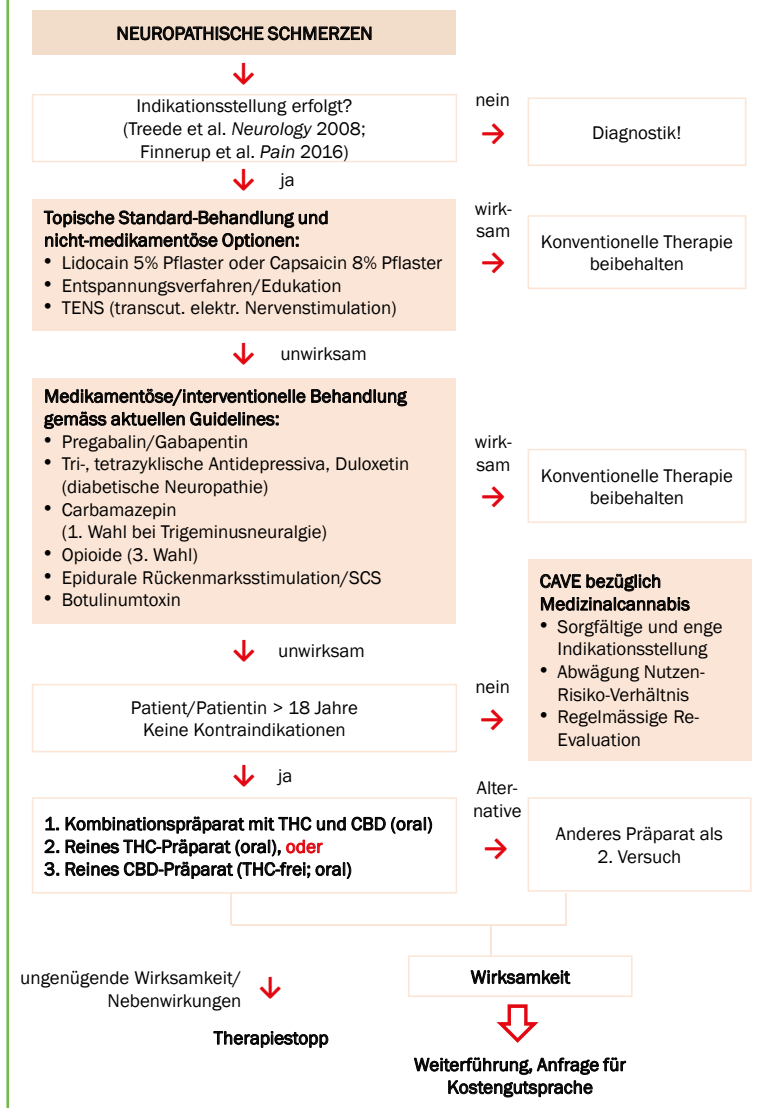 NEUROPATHISCHE SCHMERZEN
Indikationsstellung erfolgt?
(Treede et al. Neurology 2008;
Finnerup et al. Pain 2016)
nein
Diagnostik!
ja
Topische Standard-Behandlung und
nicht-medikamentöse Optionen:
• Lidocain 5% Pflaster oder Capsaicin 8% Pflaster
• Entspannungsverfahren/Edukation
• TENS (transcut. elektr. Nervenstimulation)
wirk-
sam
Konventionelle Therapie
beibehalten
unwirksam
Medikamentöse/interventionelle Behandlung
gemäss aktuellen Guidelines:
• Pregabalin/Gabapentin
• Tri-, tetrazyklische Antidepressiva, Duloxetin
(diabetische Neuropathie)
• Carbamazepin
(1. Wahl bei Trigeminusneuralgie)
• Opioide (3. Wahl)
• Epidurale Rückenmarksstimulation/SCS
• Botulinumtoxin
wirk-
sam
Konventionelle Therapie
beibehalten
unwirksam
Patient/Patientin > 18 Jahre
Keine Kontraindikationen
nein
CAVE bezüglich
Medizinalcannabis
• Sorgfältige und enge
Indikationsstellung
• Abwägung Nutzen-
Risiko-Verhältnis
• Regelmässige Re-
Evaluation
ja
1. Kombinationspräparat mit THC und CBD (oral)
2. Reines THC-Präparat (oral), oder
3. Reines CBD-Präparat (THC-frei; oral)
Alter-
native
Anderes Präparat als
2. Versuch
ungenügende Wirksamkeit/
Nebenwirkungen
Therapiestopp
Wirksamkeit
Weiterführung, Anfrage für
Kostengutsprache